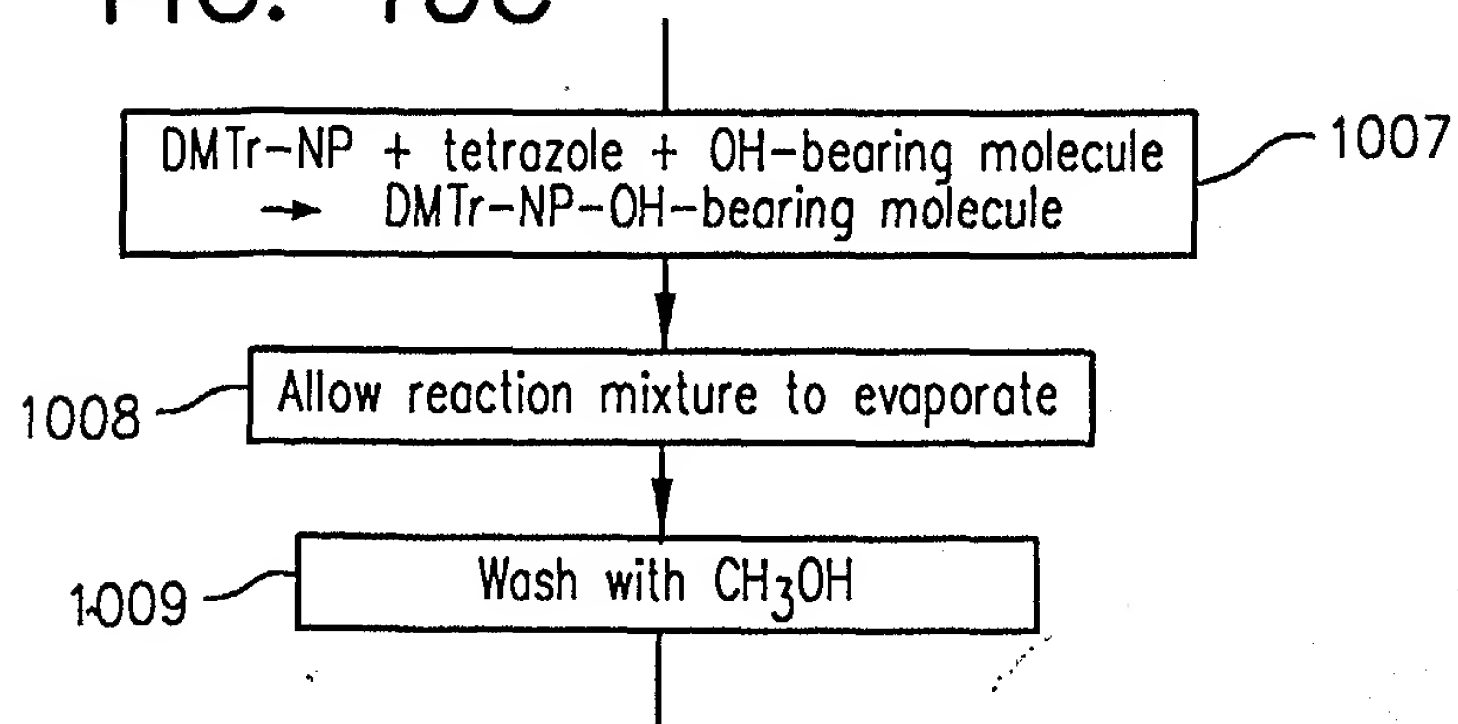 DMTr-NP + tetrazole + OH-bearing molecule
→ DMTr-NP-OH-bearing molecule
1007
Allow reaction mixture to evaporate
1008
Wash with CH₃OH
1009